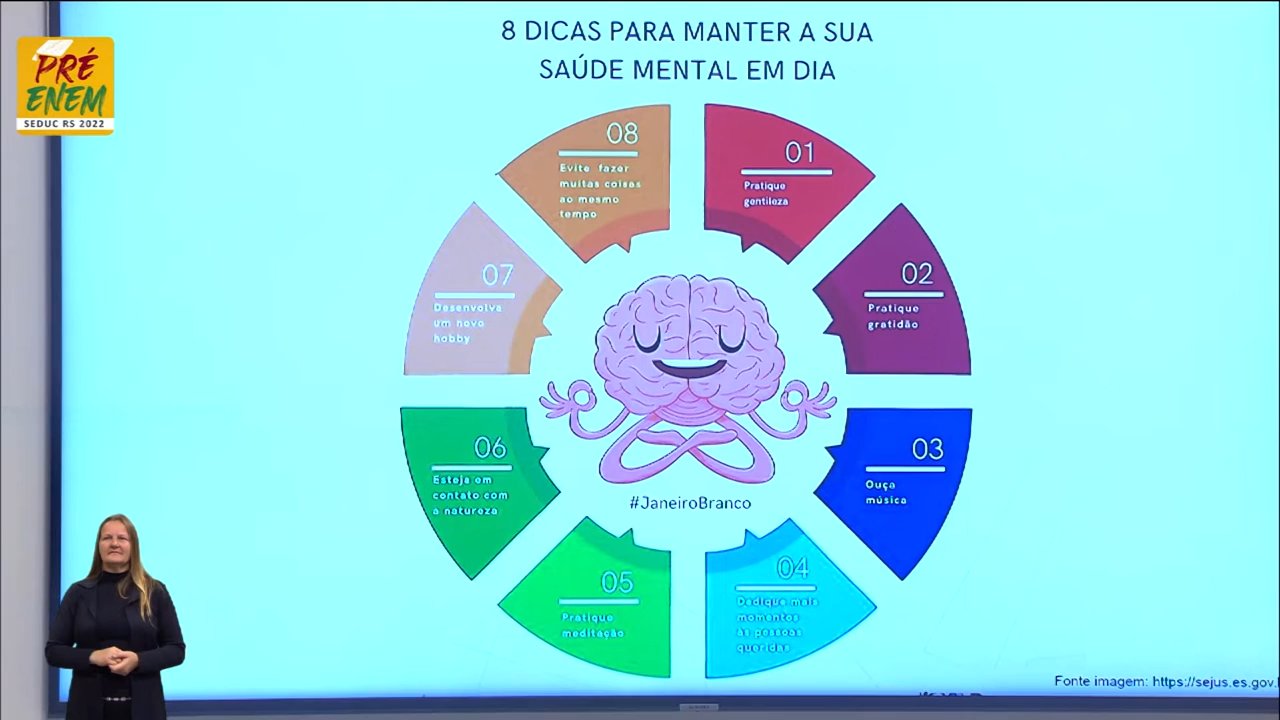 PRÉ
ENEM
SEDUC RS 2022
8 DICAS PARA MANTER A SUA
SAÚDE MENTAL EM DIA
01
Pratique
gentileza
02
Pratique
gratidão
03
Ouça
música
04
Dedique mais
momentos
às pessoas
queridas
05
Pratique
meditação
06
Esteja em
contato com
a natureza
07
Desenvolva
um novo
hobby
08
Evite fazer
muitas coisas
ao mesmo
tempo
#JaneiroBranco
Fonte imagem: https://sejus.es.gov.